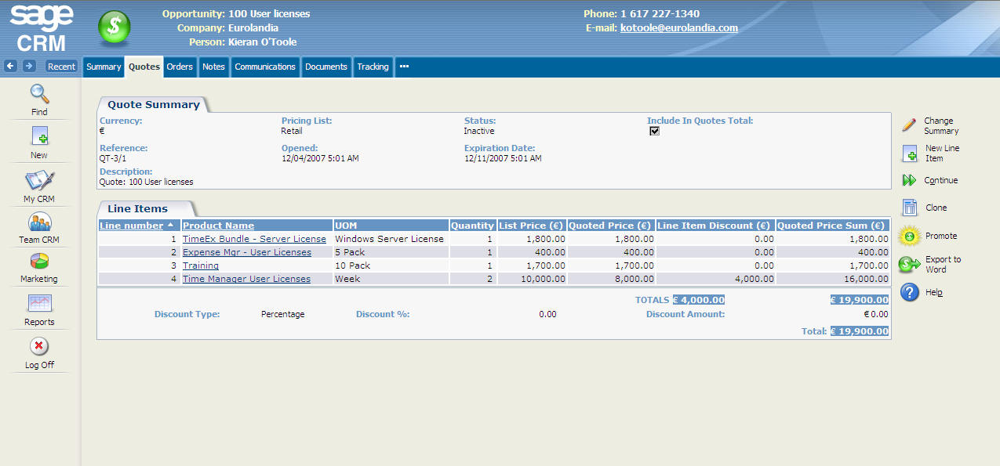 sage
CRM
Opportunity: 100 User licenses
Company: Eurolandia
Person: Kieran O'Toole
Phone: 1 617 227-1340
E-mail: kotoole@eurolandia.com
Recent
Summary Quotes Orders Notes Communications Documents Tracking •••
Find
New
My CRM
Team CRM
Marketing
Reports
Log Off
Quote Summary
Currency: Pricing List: Status: Include In Quotes Total:
€ Retail Inactive
Reference: Opened: Expiration Date:
QT-3/1 12/04/2007 5:01 AM 12/11/2007 5:01 AM
Description:
Quote: 100 User licenses
Line Items
Line number Product Name UOM Quantity List Price (€) Quoted Price (€) Line Item Discount (€) Quoted Price Sum (€)
1 TimeEx Bundle - Server License Windows Server License 1 1,800.00 1,800.00 0.00 1,800.00
2 Expense Mgr - User Licenses 5 Pack 1 400.00 400.00 0.00 400.00
3 Training 10 Pack 1 1,700.00 1,700.00 0.00 1,700.00
4 Time Manager User Licenses Week 2 10,000.00 8,000.00 4,000.00 16,000.00
TOTALS € 4,000.00 € 19,900.00
Discount Type: Percentage Discount %: 0.00 Discount Amount: € 0.00
Total: € 19,900.00
Change
Summary
New Line
Item
Continue
Clone
Promote
Export to
Word
Help